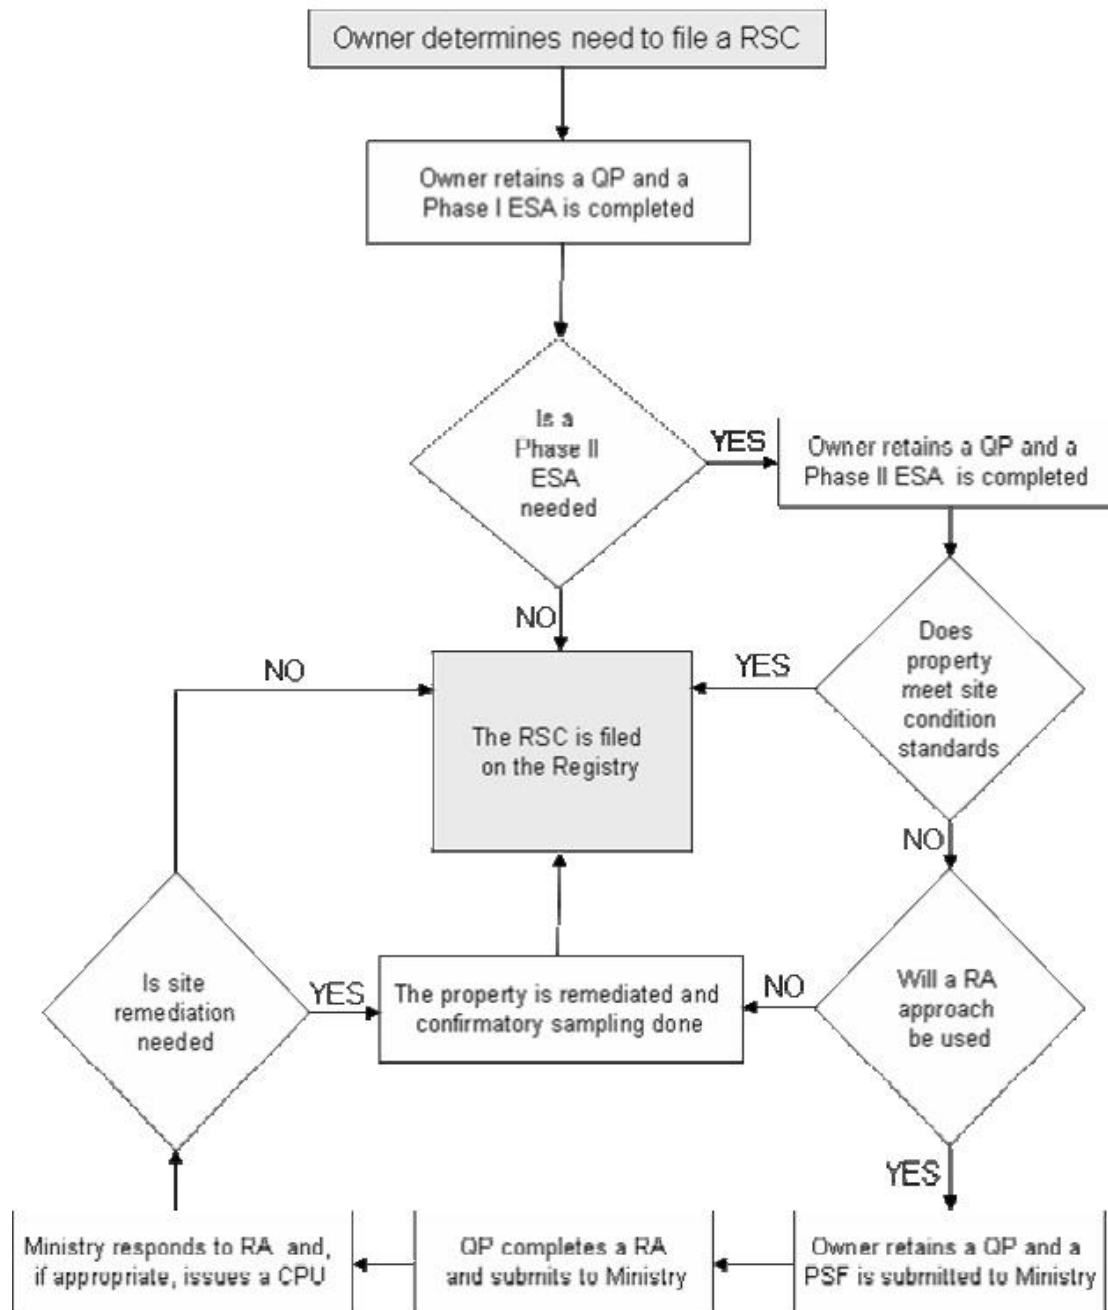 Owner determines need to file a RSC
Owner retains a QP and a
Phase I ESA is completed
Is a
Phase II
ESA
needed
YES
Owner retains a QP and a
Phase II ESA is completed
NO
Does
property
meet site
condition
standards
YES
NO
The RSC is filed
on the Registry
NO
Will a RA
approach
be used
NO
The property is remediated and
confirmatory sampling done
YES
Is site
remediation
needed
YES
Owner retains a QP and a
PSF is submitted to Ministry
QP completes a RA
and submits to Ministry
Ministry responds to RA and,
if appropriate, issues a CPU